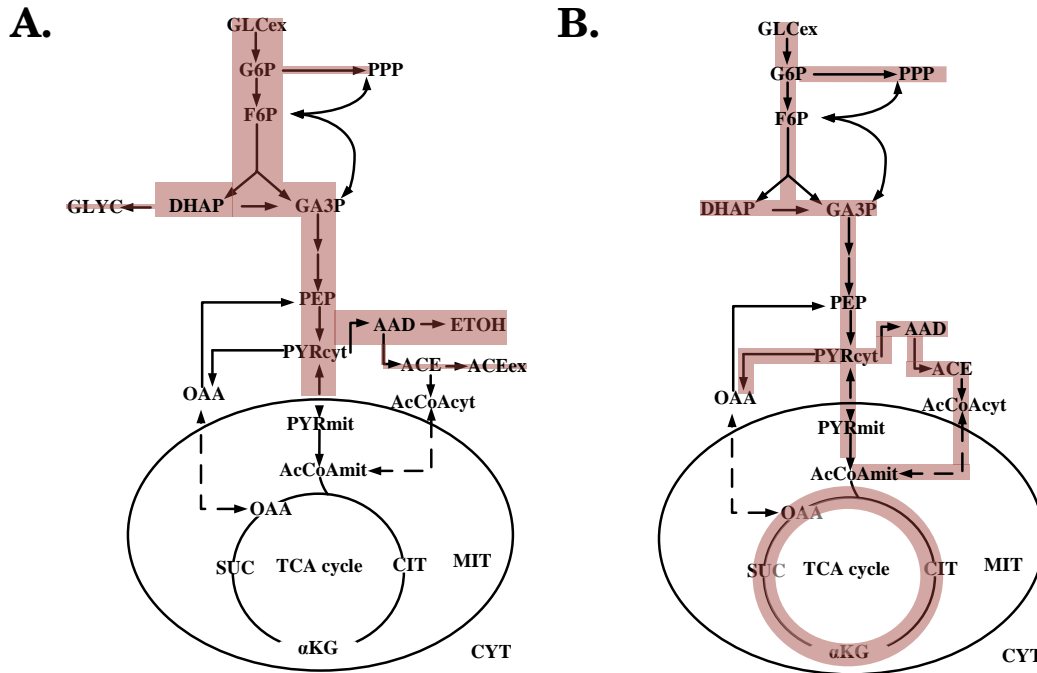 A.
GLCex
G6P PPP
F6P
GLYC DHAP GA3P
PEP
AAD ETOH
PYRcyt
ACE ACEex
OAA
AcCoAcyt
PYRmit
AcCoAmit
OAA
SUC TCA cycle CIT MIT
αKG
CYT
B.
GLCex
G6P PPP
F6P
DHAP GA3P
PEP
AAD
PYRcyt
ACE
OAA
AcCoAcyt
PYRmit
AcCoAmit
OAA
SUC TCA cycle CIT MIT
αKG
CYT